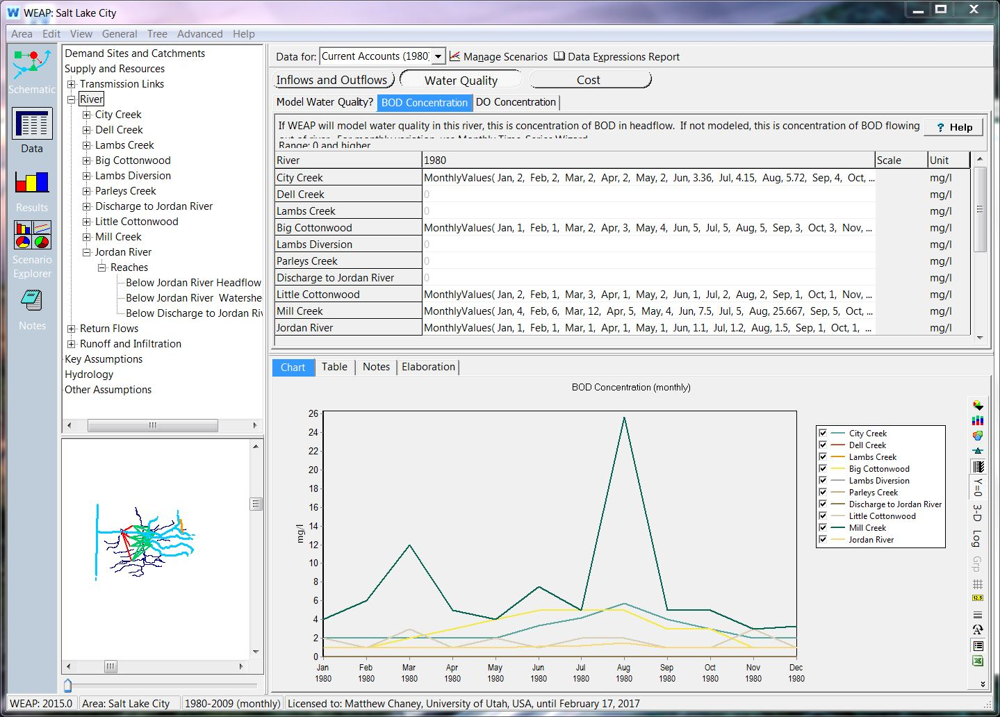 WEAP: Salt Lake City
Area Edit View General Tree Advanced Help
Schematic
Data
Results
Scenario
Explorer
Notes
Demand Sites and Catchments
Supply and Resources
Transmission Links
River
City Creek
Dell Creek
Lambs Creek
Big Cottonwood
Lambs Diversion
Parleys Creek
Discharge to Jordan River
Little Cottonwood
Mill Creek
Jordan River
Reaches
Below Jordan River Headflow
Below Jordan River Watershe
Below Discharge to Jordan Riv
Return Flows
Runoff and Infiltration
Key Assumptions
Hydrology
Other Assumptions
Data for: Current Accounts (1980) Manage Scenarios Data Expressions Report
Inflows and Outflows Water Quality Cost
Model Water Quality? BOD Concentration DO Concentration
If WEAP will model water quality in this river, this is concentration of BOD in headflow. If not modeled, this is concentration of BOD flowing
out of river. For monthly variation, use Monthly Time-Series Wizard.
Range: 0 and higher
? Help
River 1980 Scale Unit
City Creek MonthlyValues( Jan, 2, Feb, 2, Mar, 2, Apr, 2, May, 2, Jun, 3.36, Jul, 4.15, Aug, 5.72, Sep, 4, Oct, ... mg/l
Dell Creek 0 mg/l
Lambs Creek 0 mg/l
Big Cottonwood MonthlyValues( Jan, 1, Feb, 1, Mar, 2, Apr, 3, May, 4, Jun, 5, Jul, 5, Aug, 5, Sep, 3, Oct, 3, Nov, ... mg/l
Lambs Diversion 0 mg/l
Parleys Creek 0 mg/l
Discharge to Jordan River 0 mg/l
Little Cottonwood MonthlyValues( Jan, 2, Feb, 1, Mar, 3, Apr, 1, May, 2, Jun, 1, Jul, 2, Aug, 2, Sep, 1, Oct, 1, Nov, ... mg/l
Mill Creek MonthlyValues( Jan, 4, Feb, 6, Mar, 12, Apr, 5, May, 4, Jun, 7.5, Jul, 5, Aug, 25.667, Sep, 5, Oct, ... mg/l
Jordan River MonthlyValues( Jan, 1, Feb, 1, Mar, 1, Apr, 1, May, 1, Jun, 1.1, Jul, 1.2, Aug, 1.5, Sep, 1, Oct, 1, ... mg/l
Chart Table Notes Elaboration
BOD Concentration (monthly)
26
24
22
20
18
16
14
12
10
8
6
4
2
0
mg/l
Jan Feb Mar Apr May Jun Jul Aug Sep Oct Nov Dec
1980 1980 1980 1980 1980 1980 1980 1980 1980 1980 1980 1980
City Creek
Dell Creek
Lambs Creek
Big Cottonwood
Lambs Diversion
Parleys Creek
Discharge to Jordan River
Little Cottonwood
Mill Creek
Jordan River
Y=0
3-D
Log
Grp
12.5
WEAP: 2015.0 Area: Salt Lake City 1980-2009 (monthly) Licensed to: Matthew Chaney, University of Utah, USA, until February 17, 2017